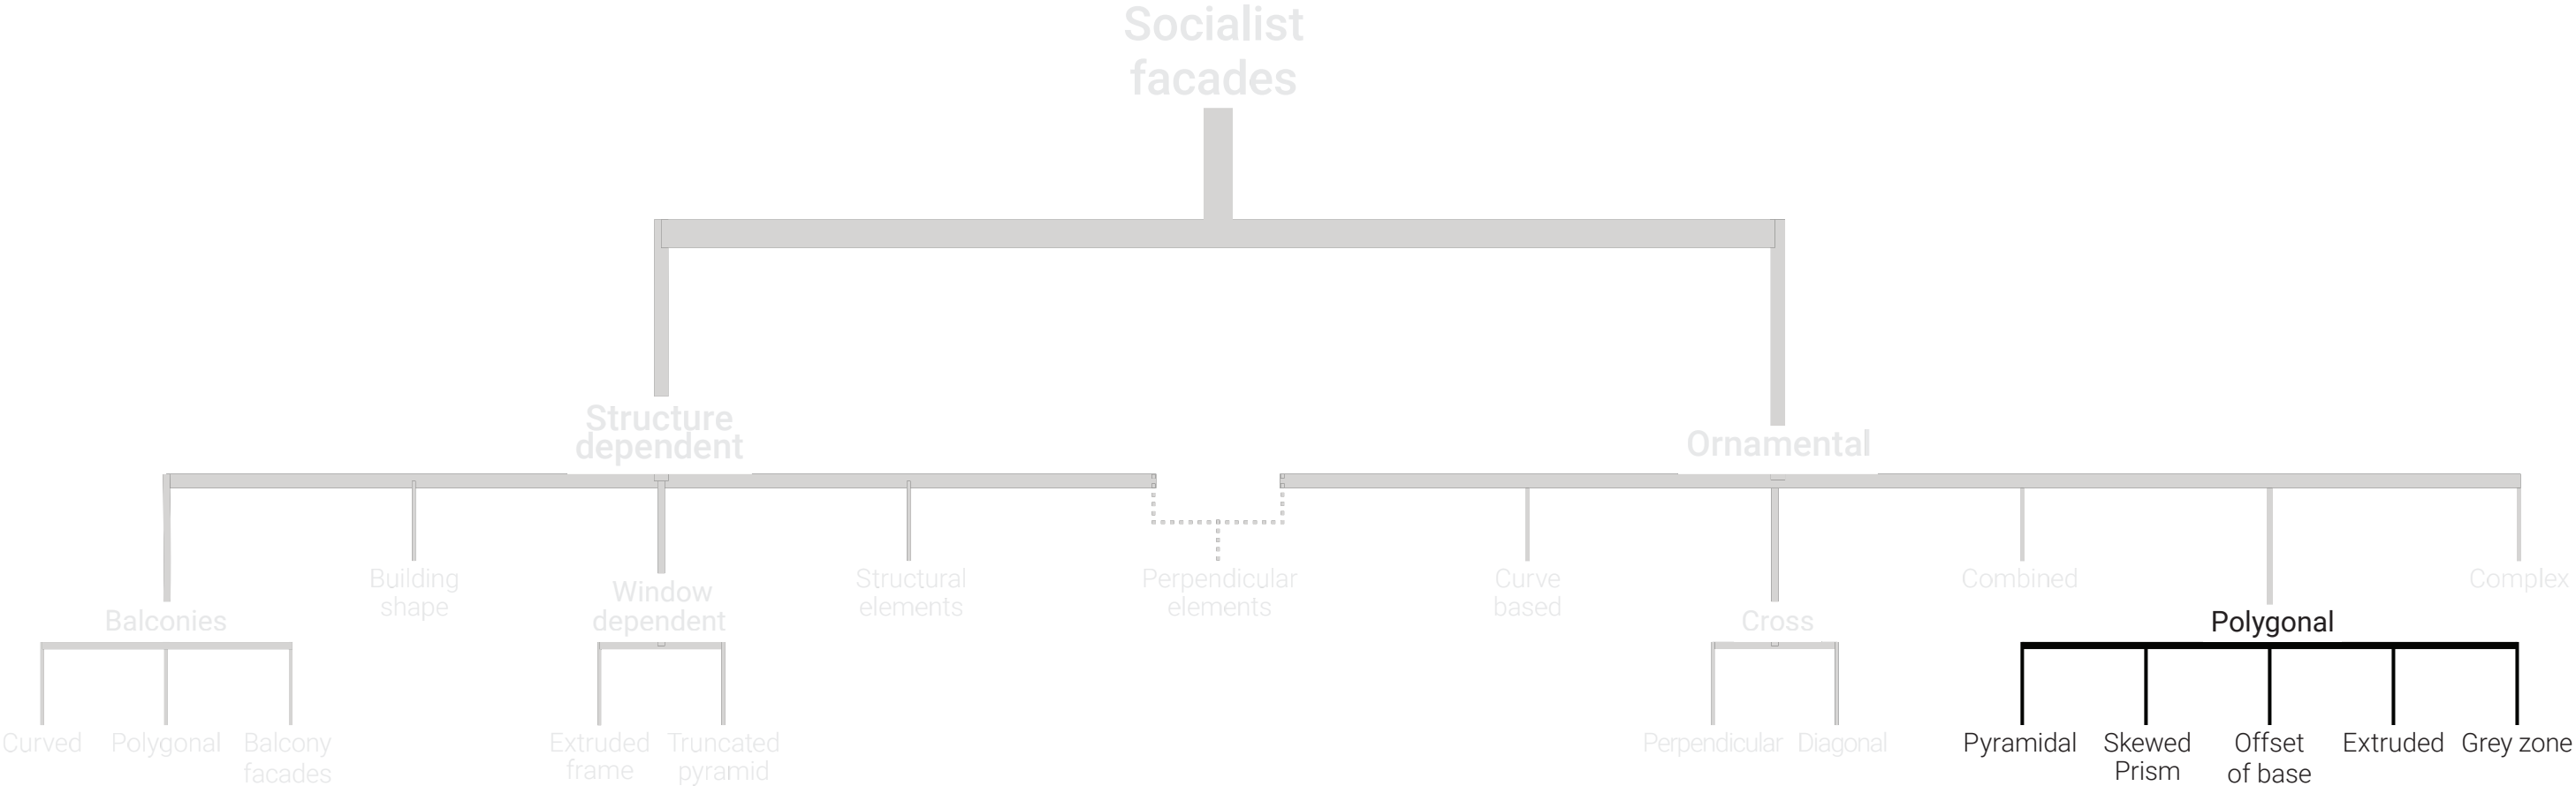 Socialist
facades
Structure
dependent
Ornamental
Building
shape
Structural
elements
Perpendicular
elements
Curve
based
Combined
Complex
Balconies
Window
dependent
Cross
Polygonal
Curved
Polygonal
Balcony
facades
Extruded
frame
Truncated
pyramid
Perpendicular
Diagonal
Pyramidal
Skewed
Prism
Offset
of base
Extruded
Grey zone